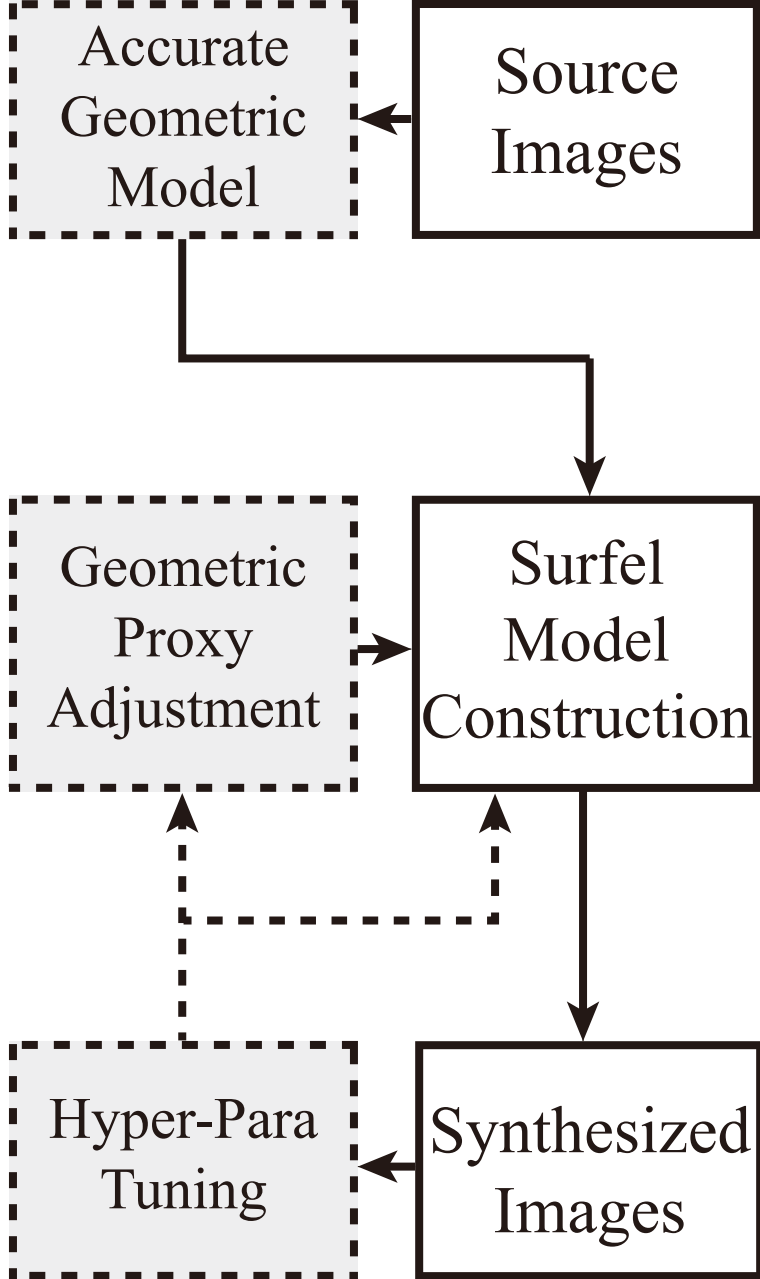 Accurate
Geometric
Model
Source
Images
Geometric
Proxy
Adjustment
Surfel
Model
Construction
Hyper-Para
Tuning
Synthesized
Images